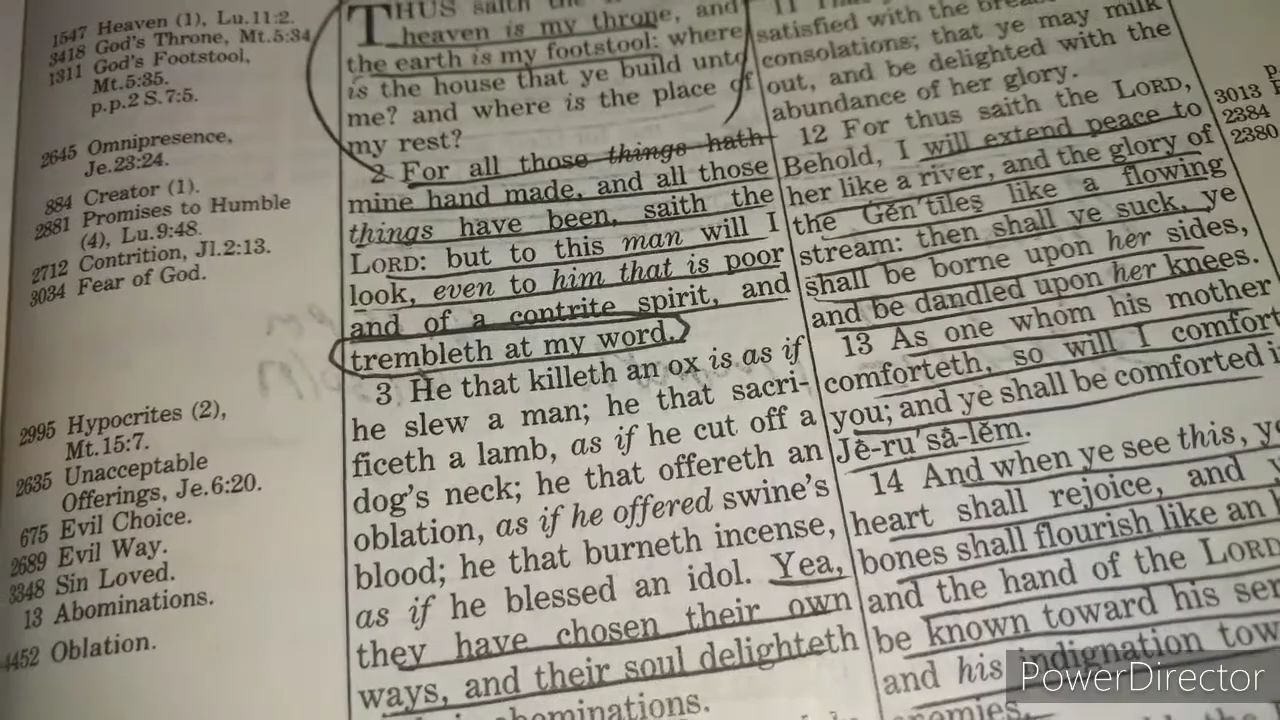 1547 Heaven (1), Lu.11:2.
3418 God's Throne, Mt.5:34
1311 God's Footstool,
Mt.5:35.
p.p.2 S.7:5.
2645 Omnipresence,
Je.23:24.
884 Creator (1).
2881 Promises to Humble
(4), Lu.9:48.
2712 Contrition, Jl.2:13.
3034 Fear of God.
2995 Hypocrites (2),
Mt.15:7.
2635 Unacceptable
Offerings, Je.6:20.
675 Evil Choice.
2689 Evil Way.
3348 Sin Loved.
13 Abominations.
4452 Oblation.
THUS saith the
heaven is my throne, and
the earth is my footstool: where
is the house that ye build unto
me? and where is the place of
my rest?
2 For all those things hath
mine hand made, and all those
things have been, saith the
LORD: but to this man will I
look, even to him that is poor
and of a contrite spirit, and
trembleth at my word.
3 He that killeth an ox is as if
he slew a man; he that sacri-
ficeth a lamb, as if he cut off a
dog's neck; he that offereth an
oblation, as if he offered swine's
blood; he that burneth incense,
as if he blessed an idol. Yea,
they have chosen their own
ways, and their soul delighteth
abominations.
11
satisfied with the
consolations; that ye may milk
out, and be delighted with the
abundance of her glory.
12 For thus saith the LORD,
Behold, I will extend peace to
her like a river, and the glory of
the Gĕn'tīleş like a flowing
stream: then shall ye suck, ye
shall be borne upon her sides,
and be dandled upon her knees.
13 As one whom his mother
comforteth, so will I comfort
you; and ye shall be comforted
Jē-ru'să-lĕm.
14 And when ye see this,
heart shall rejoice, and
bones shall flourish like an
and the hand of the LORD
be known toward his
and his indignation
3013
2384
2380
PowerDirector